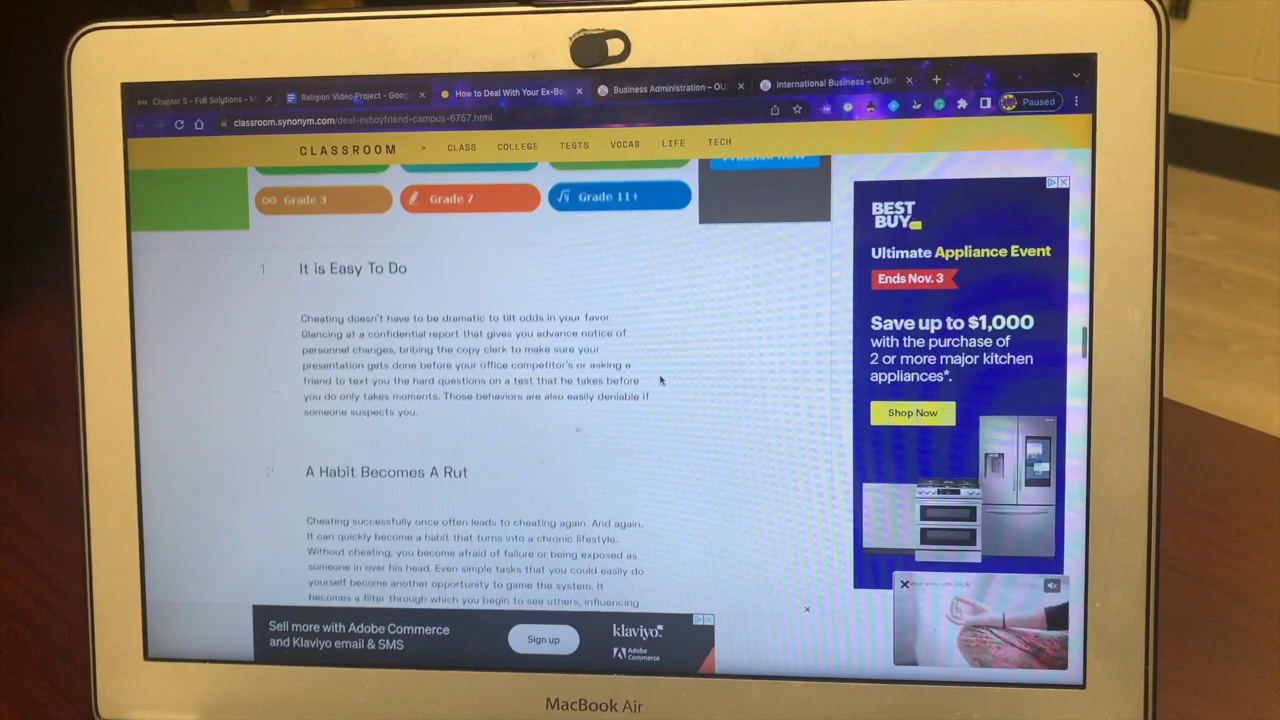 Chapter 5 - Full Solutions - M
Religion Video Project - Goog
How to Deal With Your Ex-Bo
Business Administration – OU
International Business – OUIn
classroom.synonym.com/deal-exboyfriend-campus-6757.html
Paused
CLASSROOM > CLASS COLLEGE TESTS VOCAB LIFE TECH
Grade 3
Grade 7
Grade 11+
1 It is Easy To Do
Cheating doesn't have to be dramatic to tilt odds in your favor.
Glancing at a confidential report that gives you advance notice of
personnel changes, bribing the copy clerk to make sure your
presentation gets done before your office competitor's or asking a
friend to text you the hard questions on a test that he takes before
you do only takes moments. Those behaviors are also easily deniable if
someone suspects you.
2 A Habit Becomes A Rut
Cheating successfully once often leads to cheating again. And again.
It can quickly become a habit that turns into a chronic lifestyle.
Without cheating, you become afraid of failure or being exposed as
someone in over his head. Even simple tasks that you could easily do
yourself become another opportunity to game the system. It
becomes a filter through which you begin to see others, influencing
BEST
BUY
Ultimate Appliance Event
Ends Nov. 3
Save up to $1,000
with the purchase of
2 or more major kitchen
appliances*.
Shop Now
Sell more with Adobe Commerce
and Klaviyo email & SMS
Sign up
klaviyo
Adobe
Commerce
MacBook Air